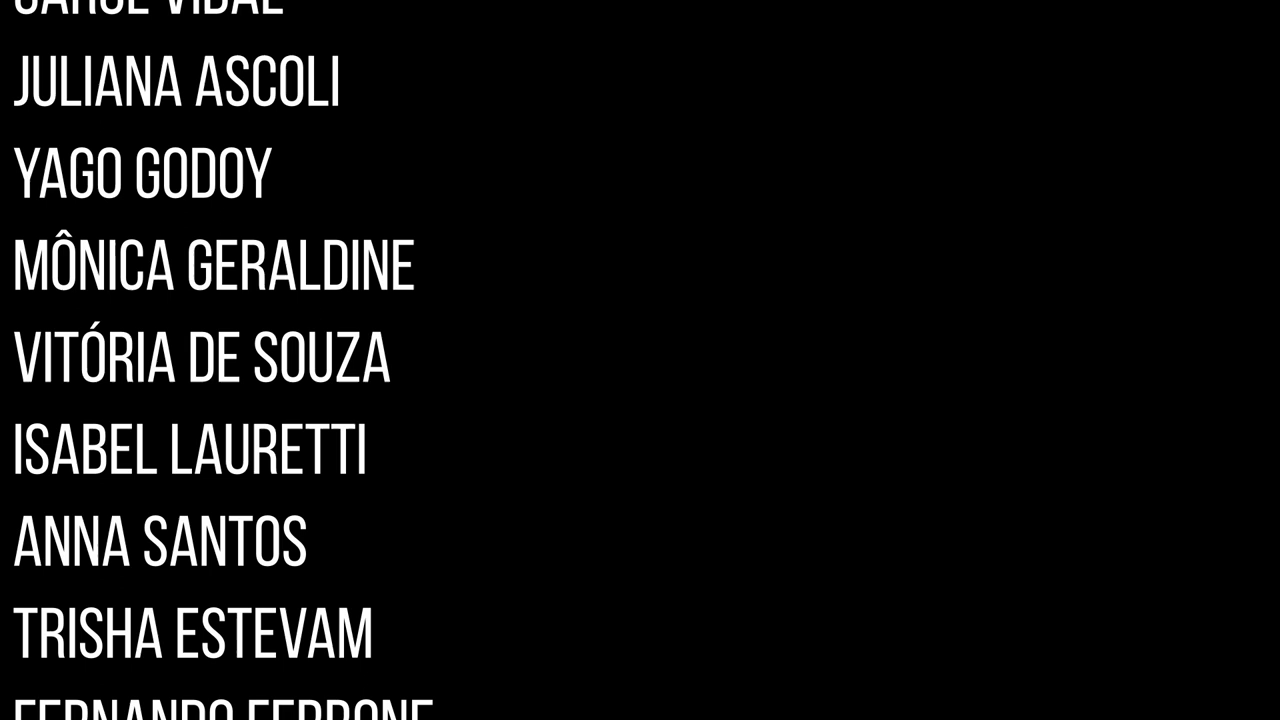 JULIANA ASCOLI
YAGO GODOY
MÔNICA GERALDINE
VITÓRIA DE SOUZA
ISABEL LAURETTI
ANNA SANTOS
TRISHA ESTEVAM